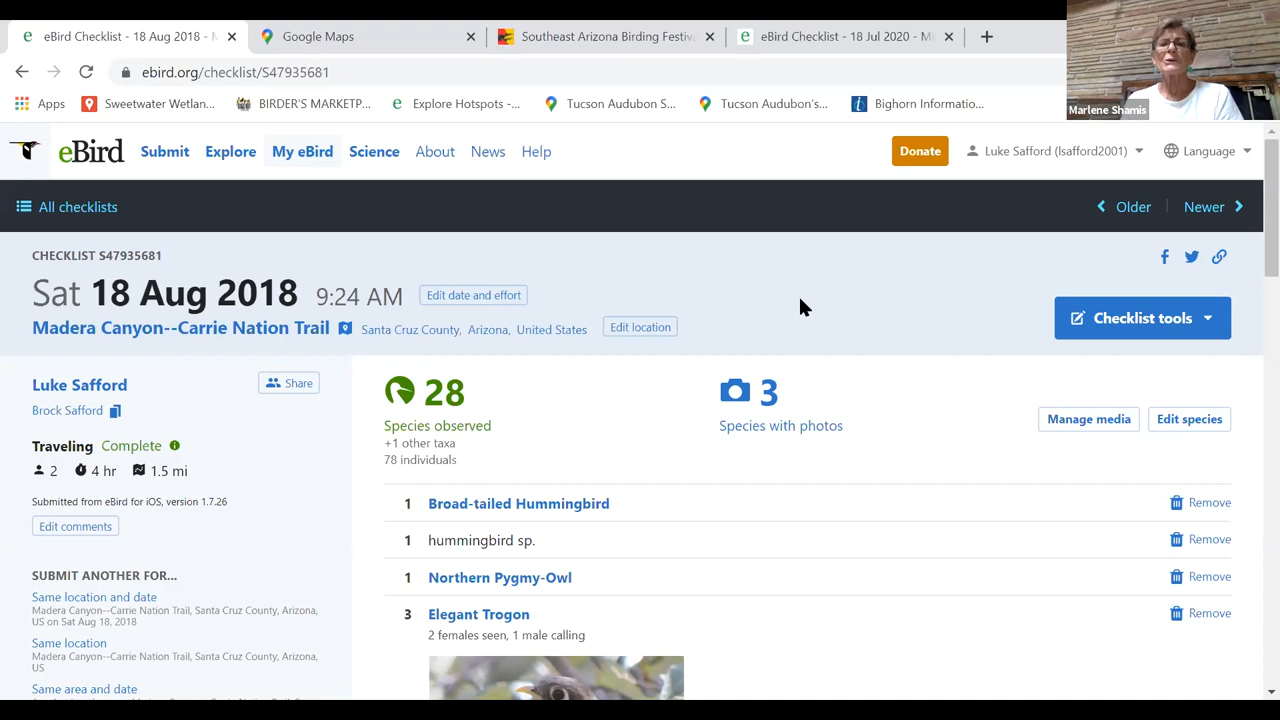 eBird Checklist - 18 Aug 2018 - M
Google Maps
Southeast Arizona Birding Festiva
eBird Checklist - 18 Jul 2020 - Mi
ebird.org/checklist/S47935681
Apps
Sweetwater Wetlan...
BIRDER'S MARKETP...
Explore Hotspots -...
Tucson Audubon S...
Tucson Audubon's...
Bighorn Informatio...
Marlene Shamis
eBird Submit Explore My eBird Science About News Help
Donate
Luke Safford (lsafford2001)
Language
All checklists
Older
Newer
CHECKLIST S47935681
Sat 18 Aug 2018 9:24 AM Edit date and effort
Madera Canyon--Carrie Nation Trail Santa Cruz County, Arizona, United States Edit location
Checklist tools
Luke Safford
Share
Brock Safford
Traveling Complete
2 4 hr 1.5 mi
Submitted from eBird for iOS, version 1.7.26
Edit comments
SUBMIT ANOTHER FOR...
Same location and date
Madera Canyon--Carrie Nation Trail, Santa Cruz County, Arizona,
US on Sat Aug 18, 2018
Same location
Madera Canyon--Carrie Nation Trail, Santa Cruz County, Arizona,
US
Same area and date
28
Species observed
+1 other taxa
78 individuals
3
Species with photos
Manage media
Edit species
1 Broad-tailed Hummingbird Remove
1 hummingbird sp. Remove
1 Northern Pygmy-Owl Remove
3 Elegant Trogon Remove
2 females seen, 1 male calling